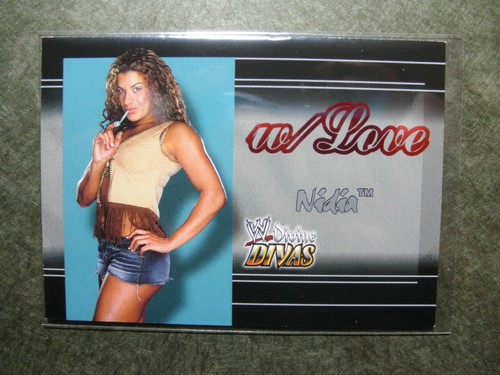 w/Love
Nidia™
W
Divine
DIVAS